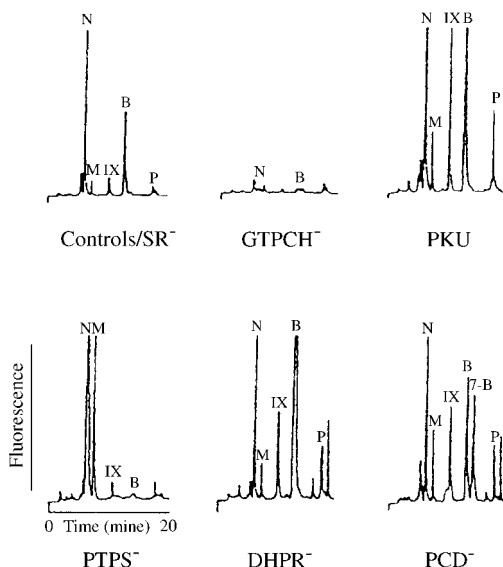 N
M
IX
B
P
Controls/SR⁻
N
B
GTPCH⁻
N
M
IX
B
P
PKU
Fluorescence
N
M
IX
B
0 Time (mine) 20
PTPS⁻
N
M
IX
B
P
DHPR⁻
N
M
IX
B
7-B
P
PCD⁻